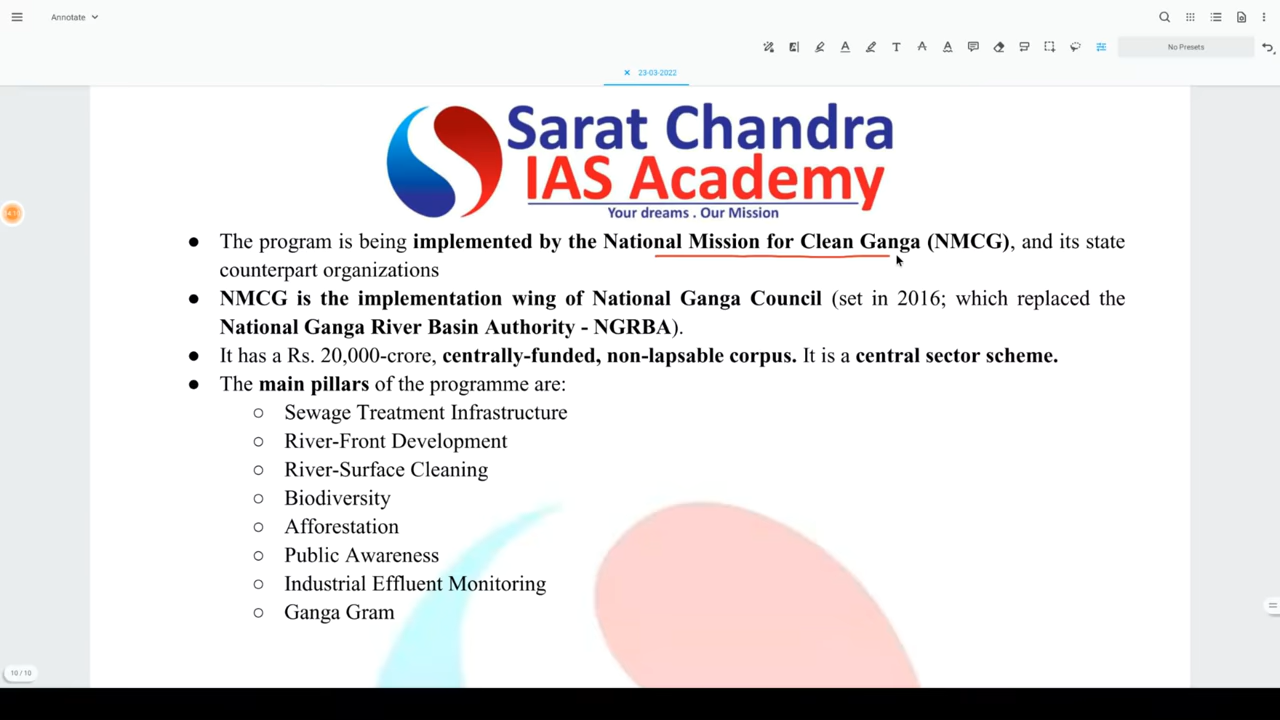 Annotate
No Presets
23-03-2022
Sarat Chandra
IAS Academy
Your dreams . Our Mission
● The program is being implemented by the National Mission for Clean Ganga (NMCG), and its state
counterpart organizations
● NMCG is the implementation wing of National Ganga Council (set in 2016; which replaced the
National Ganga River Basin Authority - NGRBA).
● It has a Rs. 20,000-crore, centrally-funded, non-lapsable corpus. It is a central sector scheme.
● The main pillars of the programme are:
○ Sewage Treatment Infrastructure
○ River-Front Development
○ River-Surface Cleaning
○ Biodiversity
○ Afforestation
○ Public Awareness
○ Industrial Effluent Monitoring
○ Ganga Gram
10 / 10